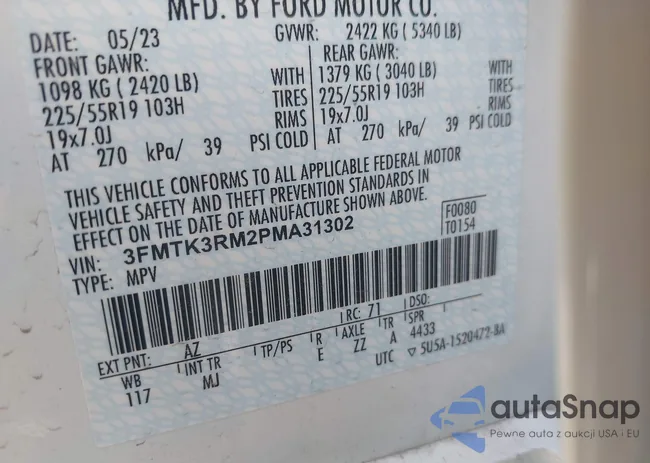 MFD. BY FORD MOTOR CO.
DATE: 05/23 GVWR: 2422 KG ( 5340 LB)
FRONT GAWR: REAR GAWR:
1098 KG ( 2420 LB) WITH 1379 KG ( 3040 LB) WITH
225/55R19 103H TIRES 225/55R19 103H TIRES
19x7.0J RIMS 19x7.0J RIMS
AT 270 kPa/ 39 PSI COLD AT 270 kPa/ 39 PSI COLD
THIS VEHICLE CONFORMS TO ALL APPLICABLE FEDERAL MOTOR
VEHICLE SAFETY AND THEFT PREVENTION STANDARDS IN
EFFECT ON THE DATE OF MANUFACTURE SHOWN ABOVE.
VIN: 3FMTK3RM2PMA31302 F0080
TYPE: MPV T0154
EXT PNT: AZ RC: 71 DSO:
WB INT TR TP/PS R AXLE TR SPR
117 MJ E ZZ A 4433
UTC ▽ 5U5A-1520472-BA
autaSnap
Pewne auta z aukcji USA i EU